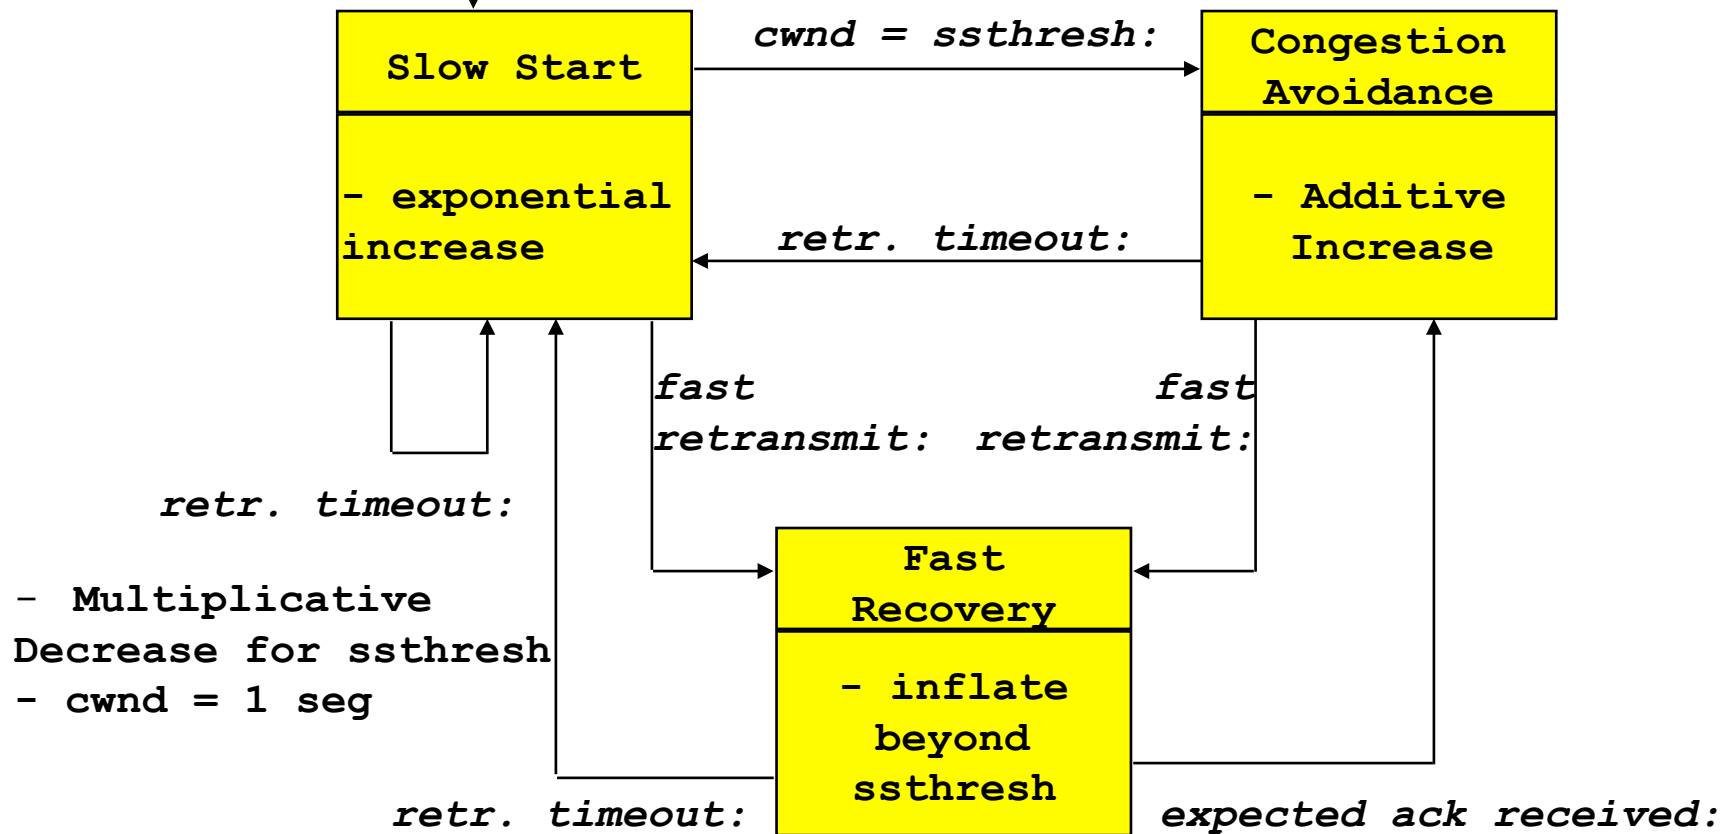 cwnd = ssthresh:
Slow Start
Congestion
Avoidance
- exponential
increase
- Additive
Increase
retr. timeout:
fast
retransmit:
fast
retransmit:
retr. timeout:
Fast
Recovery
- Multiplicative
Decrease for ssthresh
- cwnd = 1 seg
- inflate
beyond
ssthresh
retr. timeout:
expected ack received: